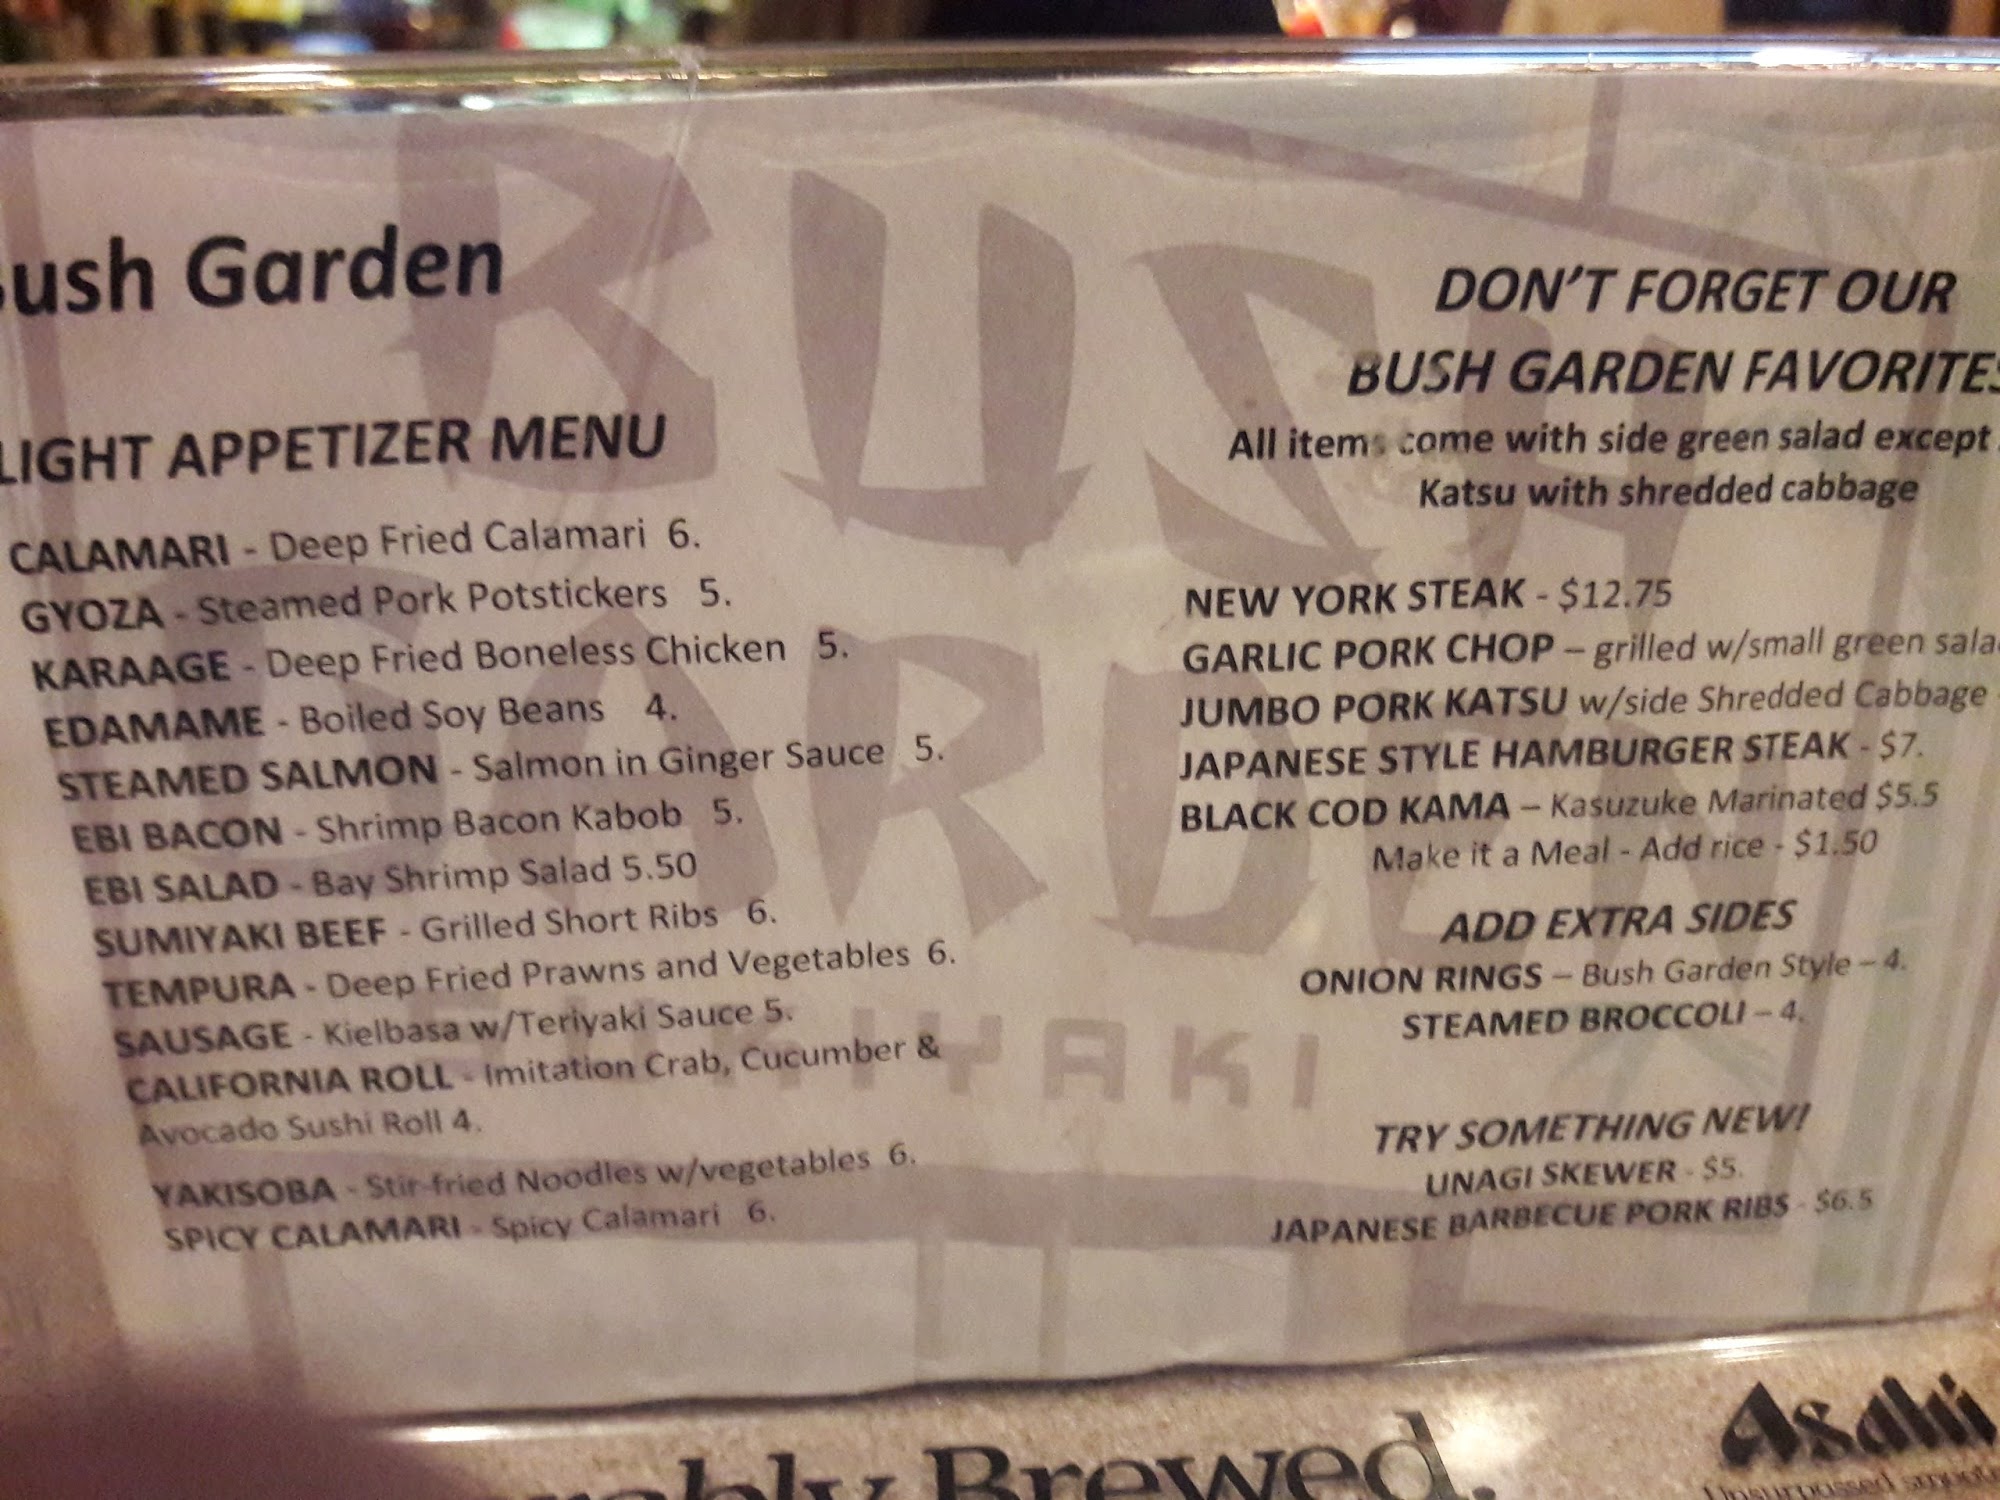 Bush Garden
LIGHT APPETIZER MENU
CALAMARI - Deep Fried Calamari 6.
GYOZA - Steamed Pork Potstickers 5.
KARAAGE - Deep Fried Boneless Chicken 5.
EDAMAME - Boiled Soy Beans 4.
STEAMED SALMON - Salmon in Ginger Sauce 5.
EBI BACON - Shrimp Bacon Kabob 5.
EBI SALAD - Bay Shrimp Salad 5.50
SUMIYAKI BEEF - Grilled Short Ribs 6.
TEMPURA - Deep Fried Prawns and Vegetables 6.
SAUSAGE - Kielbasa w/Teriyaki Sauce 5.
CALIFORNIA ROLL - Imitation Crab, Cucumber &
Avocado Sushi Roll 4.
YAKISOBA - Stir-fried Noodles w/vegetables 6.
SPICY CALAMARI - Spicy Calamari 6.
DON'T FORGET OUR
BUSH GARDEN FAVORITES
All items come with side green salad except
Katsu with shredded cabbage
NEW YORK STEAK - $12.75
GARLIC PORK CHOP – grilled w/small green
JUMBO PORK KATSU w/side Shredded Cabbage
JAPANESE STYLE HAMBURGER STEAK - $7.
BLACK COD KAMA – Kasuzuke Marinated $5.5
Make it a Meal - Add rice - $1.50
ADD EXTRA SIDES
ONION RINGS – Bush Garden Style – 4.
STEAMED BROCCOLI – 4.
TRY SOMETHING NEW!
UNAGI SKEWER - $5.
JAPANESE BARBECUE PORK RIBS - $6.5
BUSH
GARDEN
Brewed.
Asahi
Unsurpassed